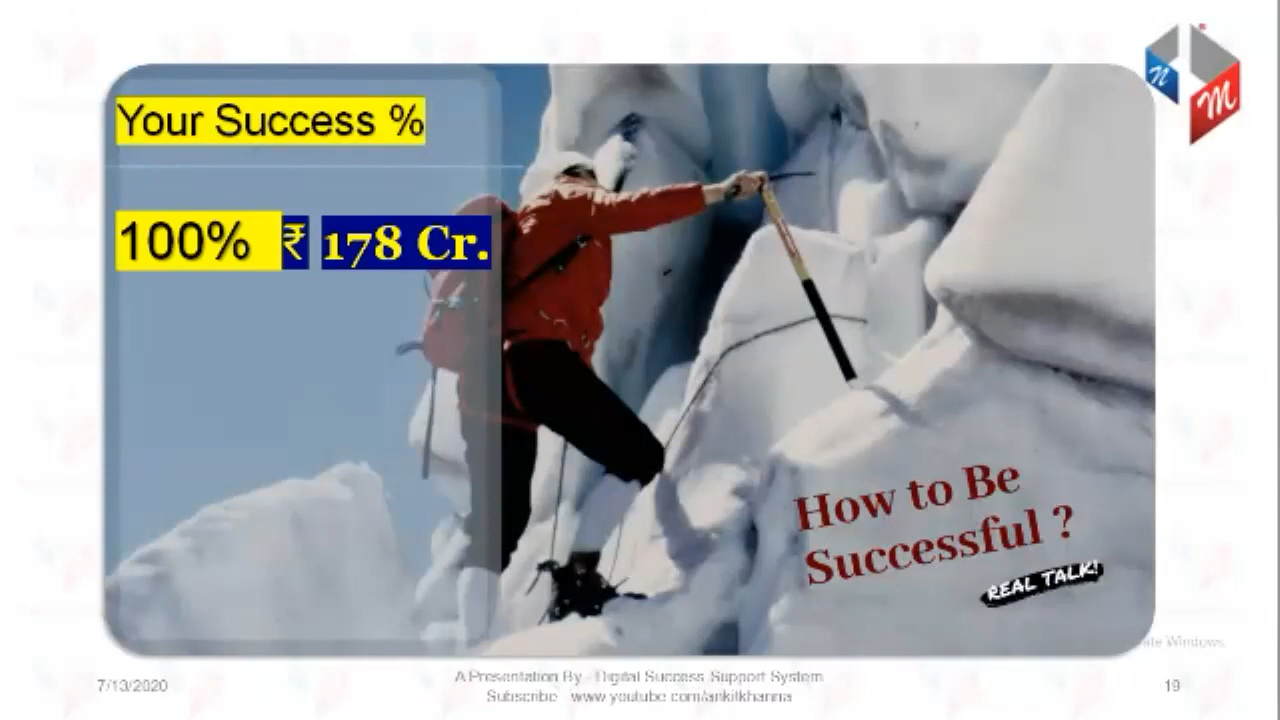 Your Success %
100% ₹ 178 Cr.
n
M
How to Be
Successful ?
REAL TALK!
Windows
7/13/2020
A Presentation By - Digital Success Support System
Subscribe - www.youtube.com/ankitkhanna
19